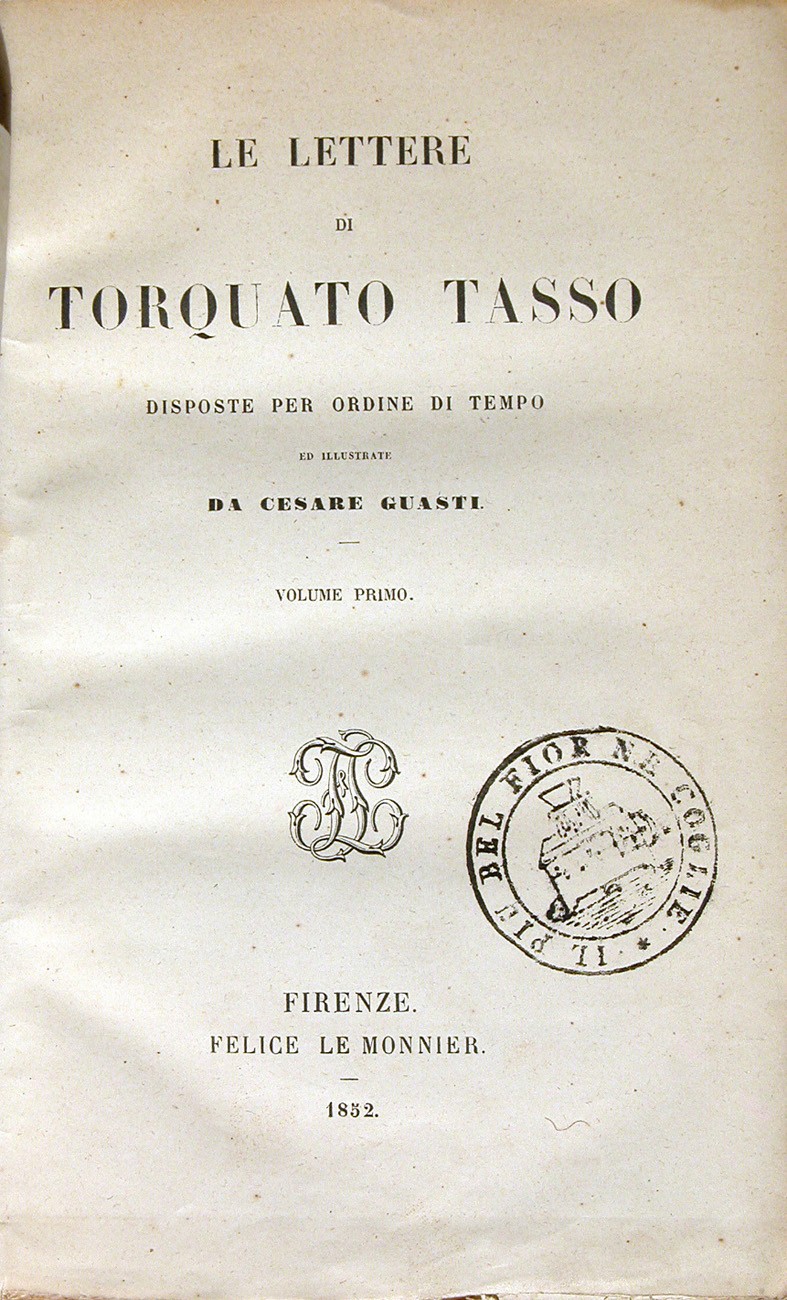 LE LETTERE
DI
TORQUATO TASSO
DISPOSTE PER ORDINE DI TEMPO
ED ILLUSTRATE
DA CESARE GUASTI.
VOLUME PRIMO.
IL PIÙ BEL FIOR NE COGLIE *
FIRENZE.
FELICE LE MONNIER.
1852.